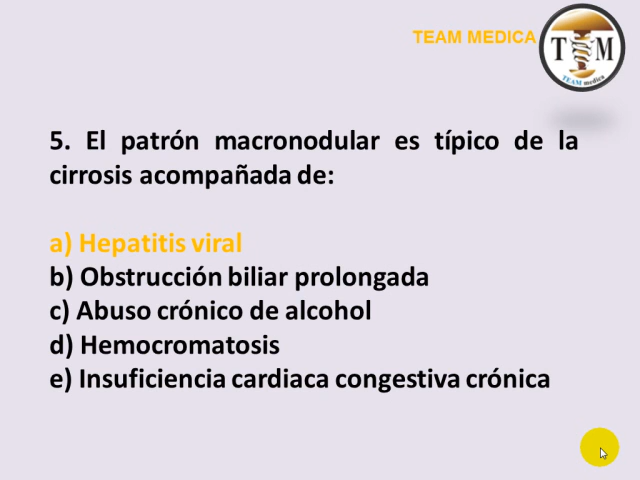 TEAM MEDICA
T M
TEAM medica
5. El patrón macronodular es típico de la
cirrosis acompañada de:
a) Hepatitis viral
b) Obstrucción biliar prolongada
c) Abuso crónico de alcohol
d) Hemocromatosis
e) Insuficiencia cardiaca congestiva crónica